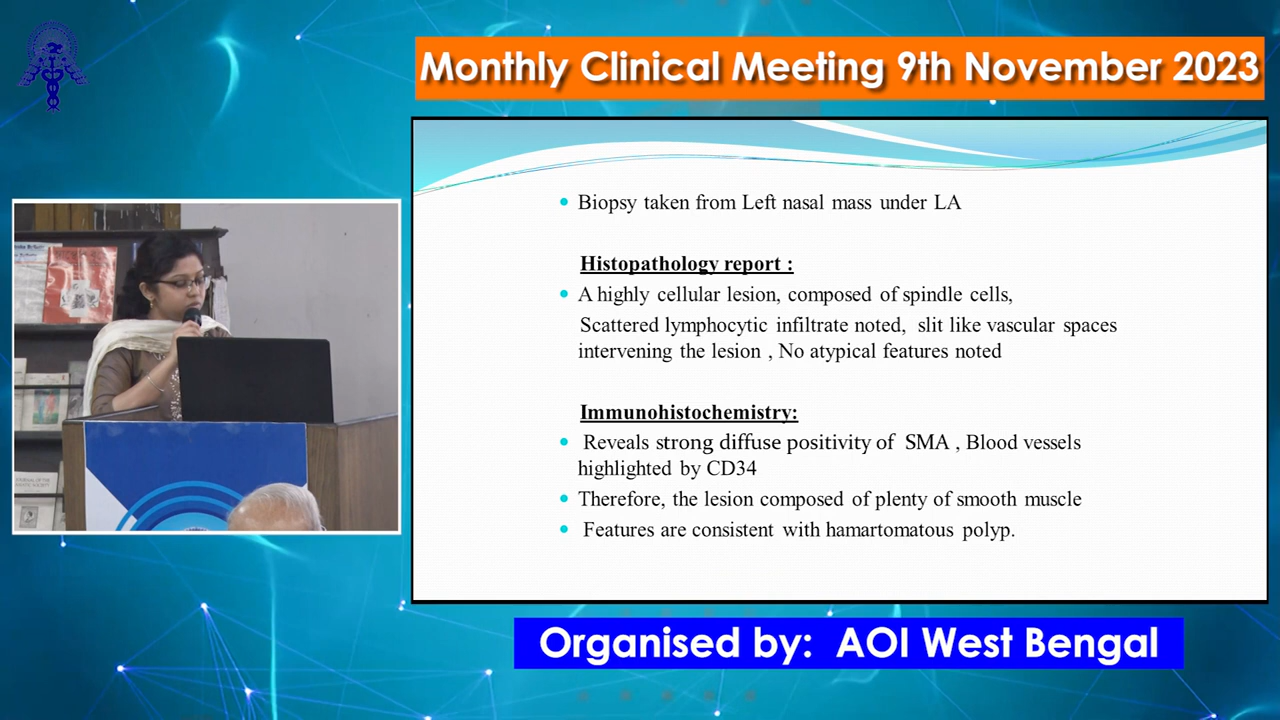 Monthly Clinical Meeting 9th November 2023
• Biopsy taken from Left nasal mass under LA
Histopathology report :
• A highly cellular lesion, composed of spindle cells,
Scattered lymphocytic infiltrate noted, slit like vascular spaces
intervening the lesion , No atypical features noted
Immunohistochemistry:
• Reveals strong diffuse positivity of SMA , Blood vessels
highlighted by CD34
• Therefore, the lesion composed of plenty of smooth muscle
• Features are consistent with hamartomatous polyp.
Organised by: AOI West Bengal